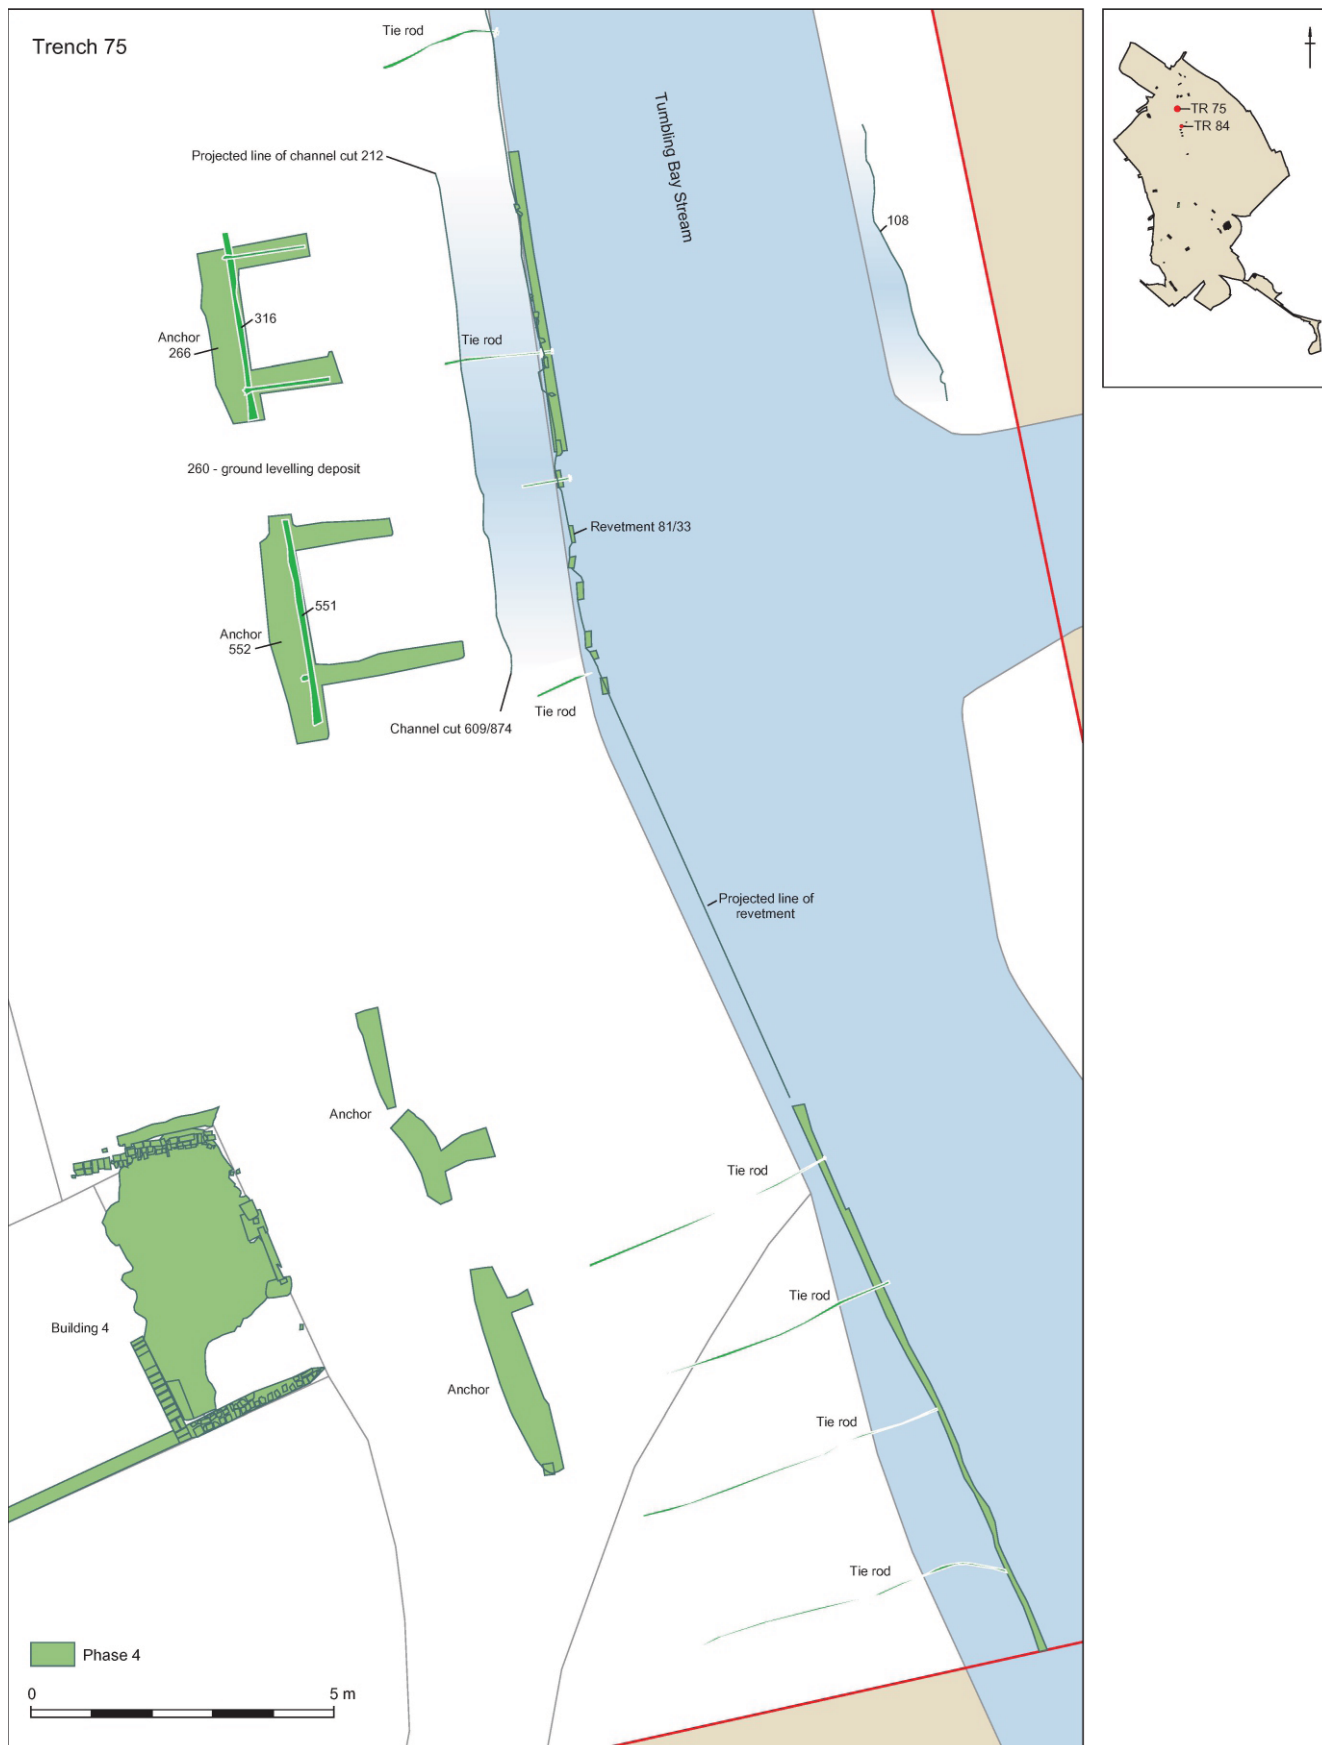 Trench 75
Tie rod
Tumbling Bay Stream
Projected line of channel cut 212
108
316
Anchor
266
Tie rod
260 - ground levelling deposit
Revetment 81/33
551
Anchor
552
Tie rod
Channel cut 609/874
Projected line of
revetment
Anchor
Tie rod
Tie rod
Building 4
Anchor
Tie rod
Tie rod
Phase 4
0
5 m
TR 75
TR 84